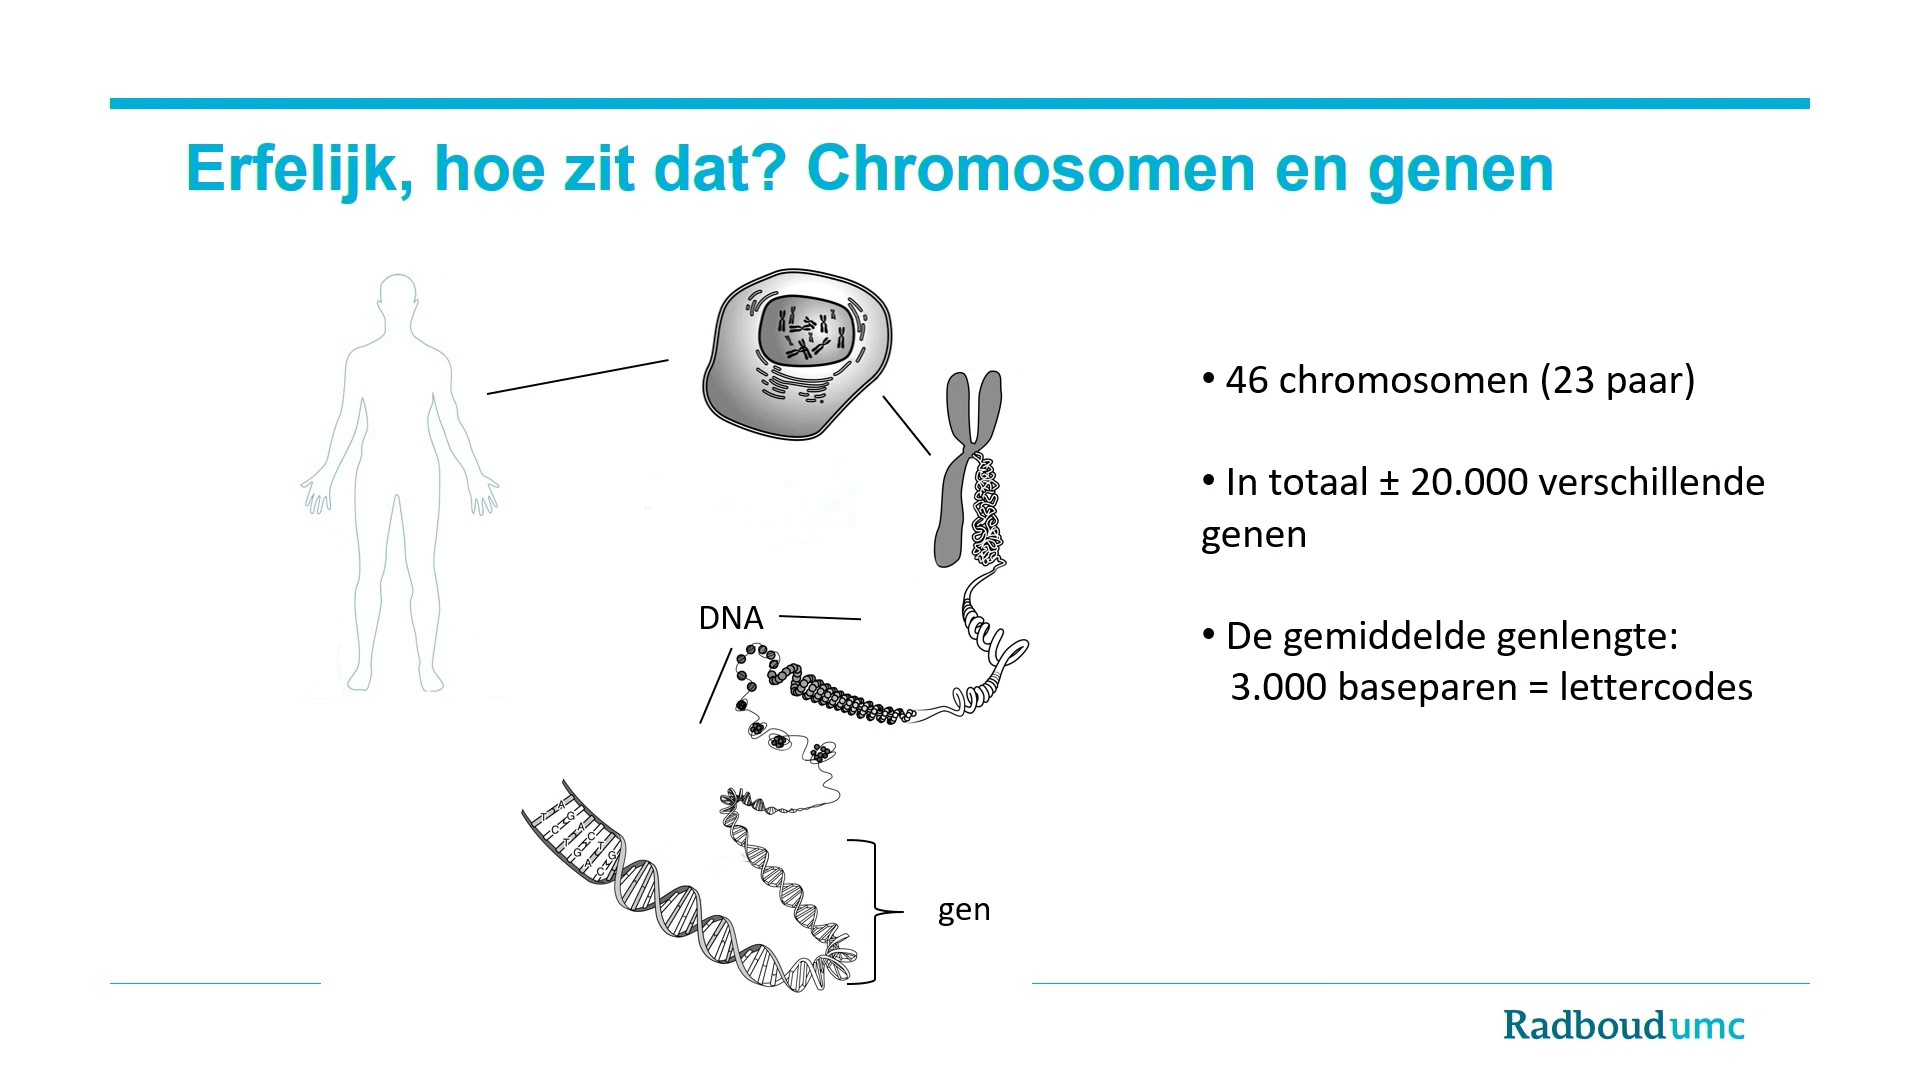 Erfelijk, hoe zit dat? Chromosomen en genen
• 46 chromosomen (23 paar)
• In totaal ± 20.000 verschillende
genen
DNA
• De gemiddelde genlengte:
3.000 baseparen = lettercodes
gen
Radboudumc